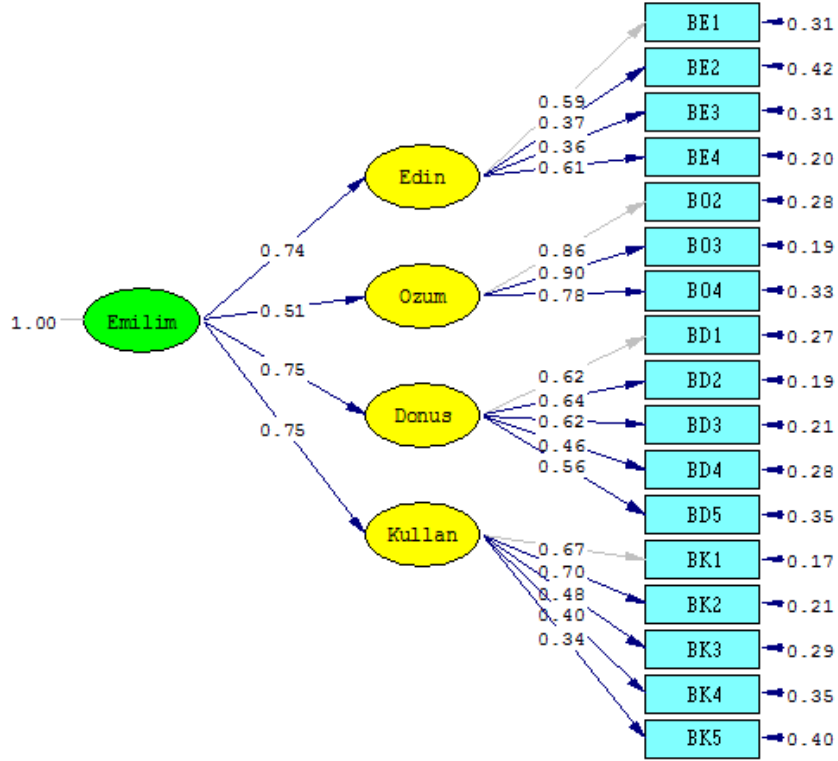 BE1 0.31
BE2 0.42
0.59
0.37
BE3 0.31
0.36
BE4 0.20
0.61
Edin
BO2 0.28
0.74
0.86
BO3 0.19
0.90
BO4 0.33
0.78
Ozum
0.51
1.00
Emilim
BD1 0.27
0.75
0.62
BD2 0.19
0.64
0.62
Donus
BD3 0.21
0.75
0.46
0.56
BD4 0.28
BD5 0.35
Kullan
0.67
BK1 0.17
0.70
0.48
BK2 0.21
0.40
0.34
BK3 0.29
BK4 0.35
BK5 0.40